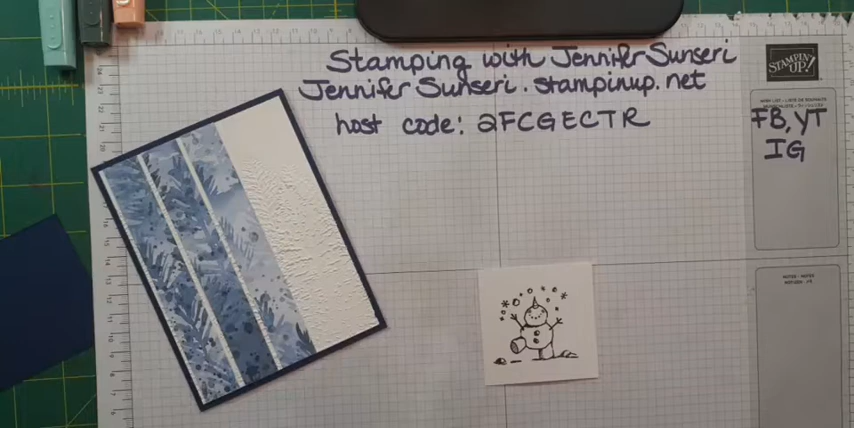 Stamping with Jennifer Sunseri
Jennifer Sunseri.stampinup.net
host code: 2FCGECTR
STAMPIN' UP!
FB, YT
IG